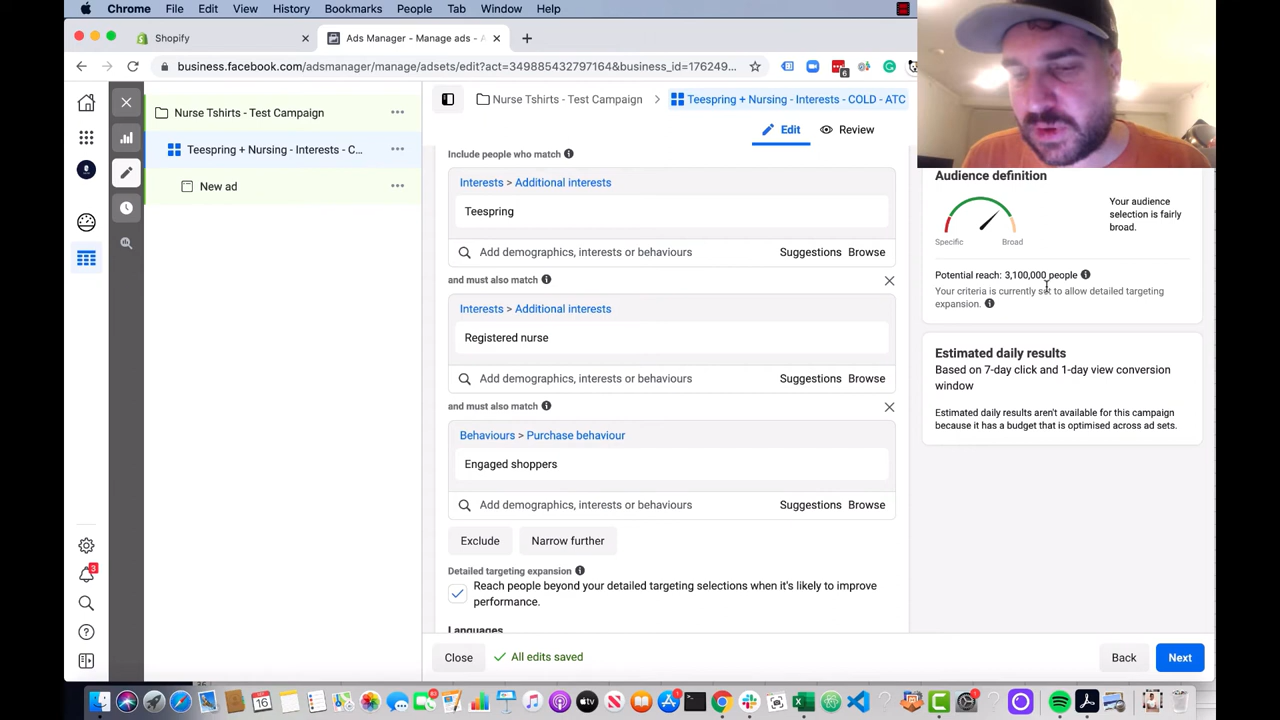 Chrome File Edit View History Bookmarks People Tab Window Help
Shopify
Ads Manager - Manage ads -
business.facebook.com/adsmanager/manage/adsets/edit?act=349885432797164&business_id=176249...
6
Nurse Tshirts - Test Campaign
Teespring + Nursing - Interests - C...
New ad
Nurse Tshirts - Test Campaign
Teespring + Nursing - Interests - COLD - ATC
Edit
Review
Include people who match
Interests > Additional interests
Teespring
Add demographics, interests or behaviours Suggestions Browse
and must also match
Interests > Additional interests
Registered nurse
Add demographics, interests or behaviours Suggestions Browse
and must also match
Behaviours > Purchase behaviour
Engaged shoppers
Add demographics, interests or behaviours Suggestions Browse
Exclude
Narrow further
Detailed targeting expansion
Reach people beyond your detailed targeting selections when it's likely to improve
performance.
Languages
Close
All edits saved
Back
Next
Audience definition
Specific
Broad
Your audience
selection is fairly
broad.
Potential reach: 3,100,000 people
Your criteria is currently set to allow detailed targeting
expansion.
Estimated daily results
Based on 7-day click and 1-day view conversion
window
Estimated daily results aren't available for this campaign
because it has a budget that is optimised across ad sets.
3
16